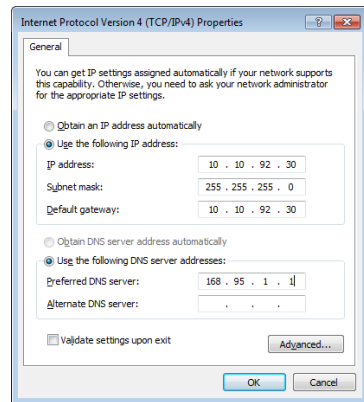 Internet Protocol Version 4 (TCP/IPv4) Properties
General
You can get IP settings assigned automatically if your network supports
this capability. Otherwise, you need to ask your network administrator
for the appropriate IP settings.
Obtain an IP address automatically
Use the following IP address:
IP address: 10 . 10 . 92 . 30
Subnet mask: 255 . 255 . 255 . 0
Default gateway: 10 . 10 . 92 . 30
Obtain DNS server address automatically
Use the following DNS server addresses:
Preferred DNS server: 168 . 95 . 1 . 1
Alternate DNS server: . . .
Validate settings upon exit
Advanced...
OK Cancel